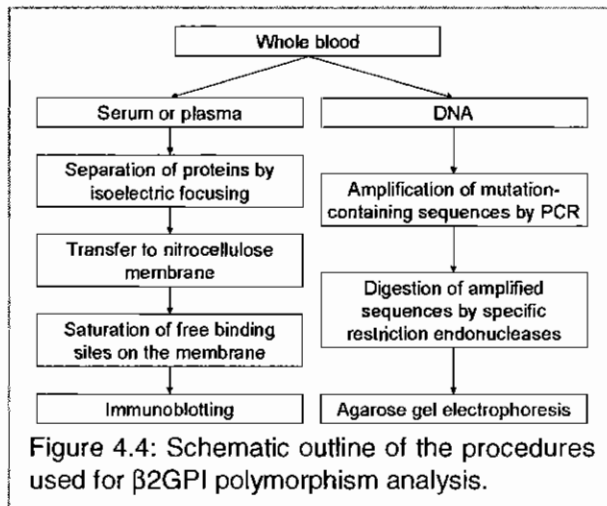 Whole blood
Serum or plasma
DNA
Separation of proteins by
isoelectric focusing
Amplification of mutation-
containing sequences by PCR
Transfer to nitrocellulose
membrane
Digestion of amplified
sequences by specific
restriction endonucleases
Saturation of free binding
sites on the membrane
Immunoblotting
Agarose gel electrophoresis
Figure 4.4: Schematic outline of the procedures
used for β2GPI polymorphism analysis.